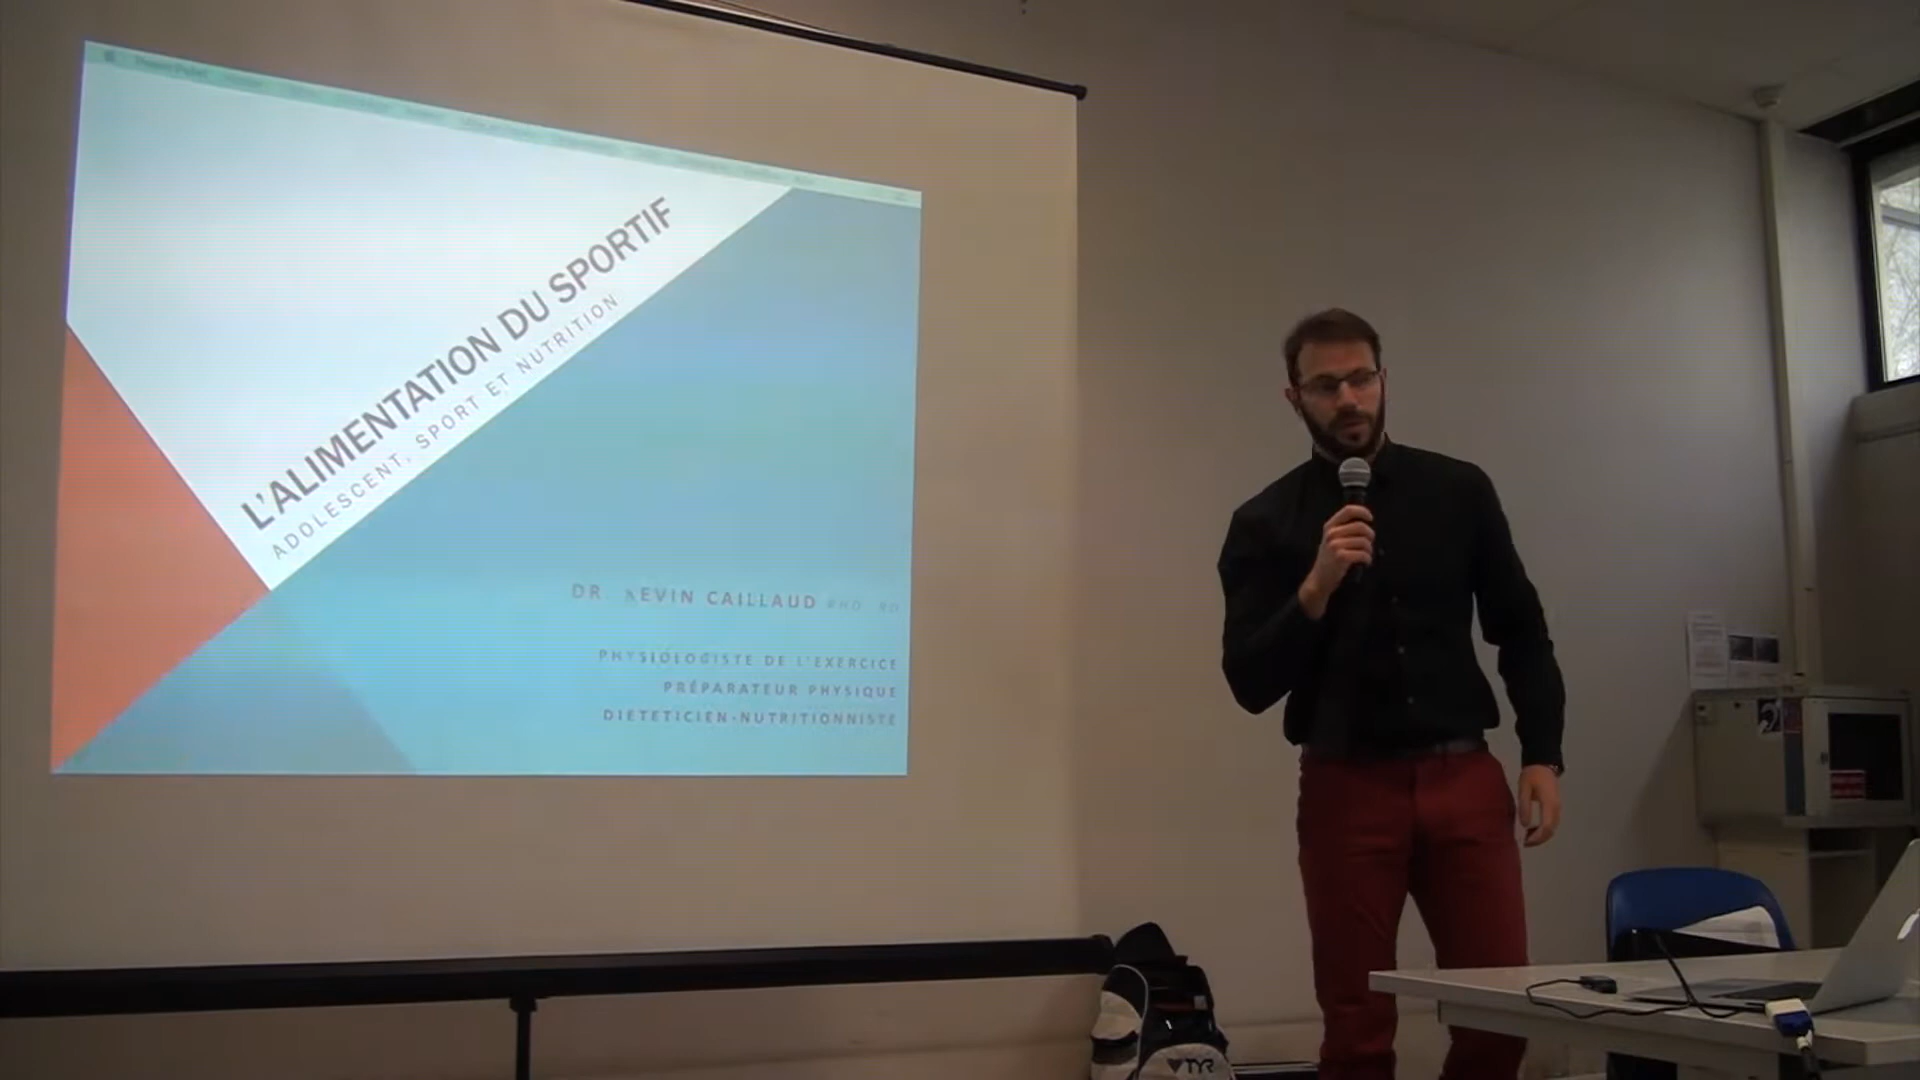 L'ALIMENTATION DU SPORTIF
ADOLESCENT, SPORT ET NUTRITION
DR. KEVIN CAILLAUD
PHYSIOLOGISTE DE L'EXERCICE
PRÉPARATEUR PHYSIQUE
DIETETICIEN-NUTRITIONNISTE
TYR